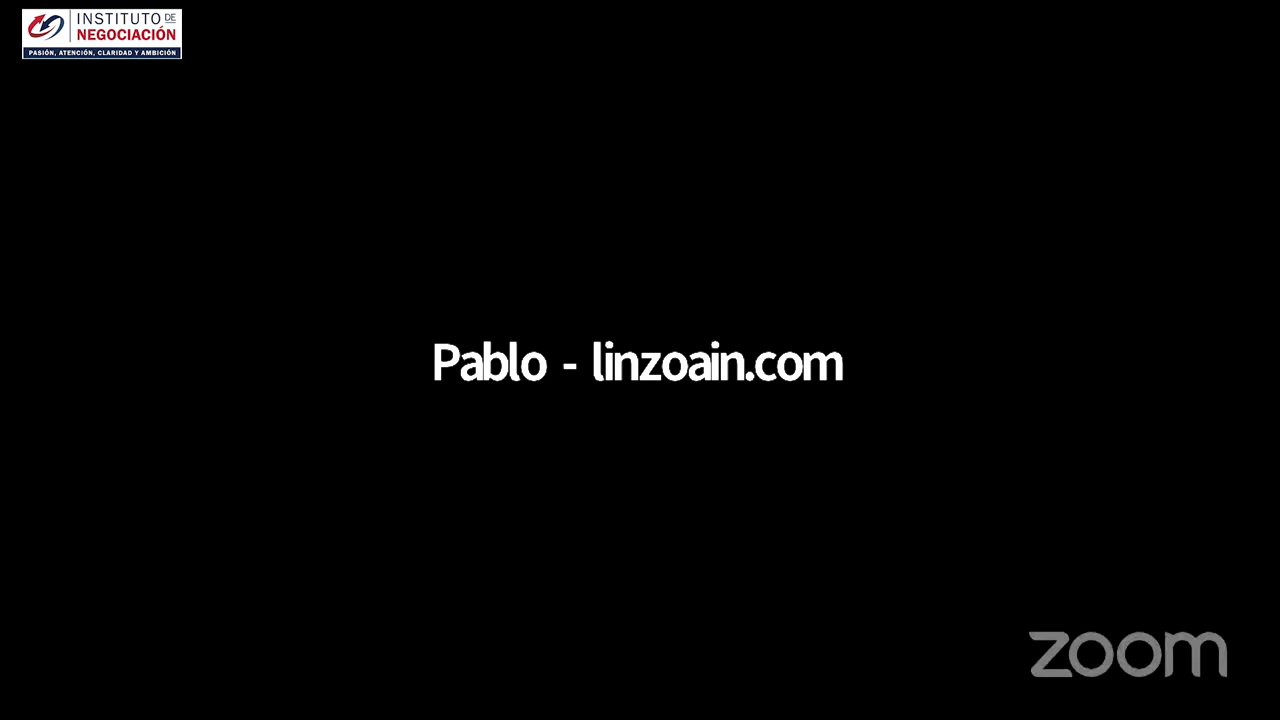 INSTITUTO DE
NEGOCIACIÓN
PASIÓN, ATENCIÓN, CLARIDAD Y AMBICIÓN
Pablo - linzoain.com
zoom